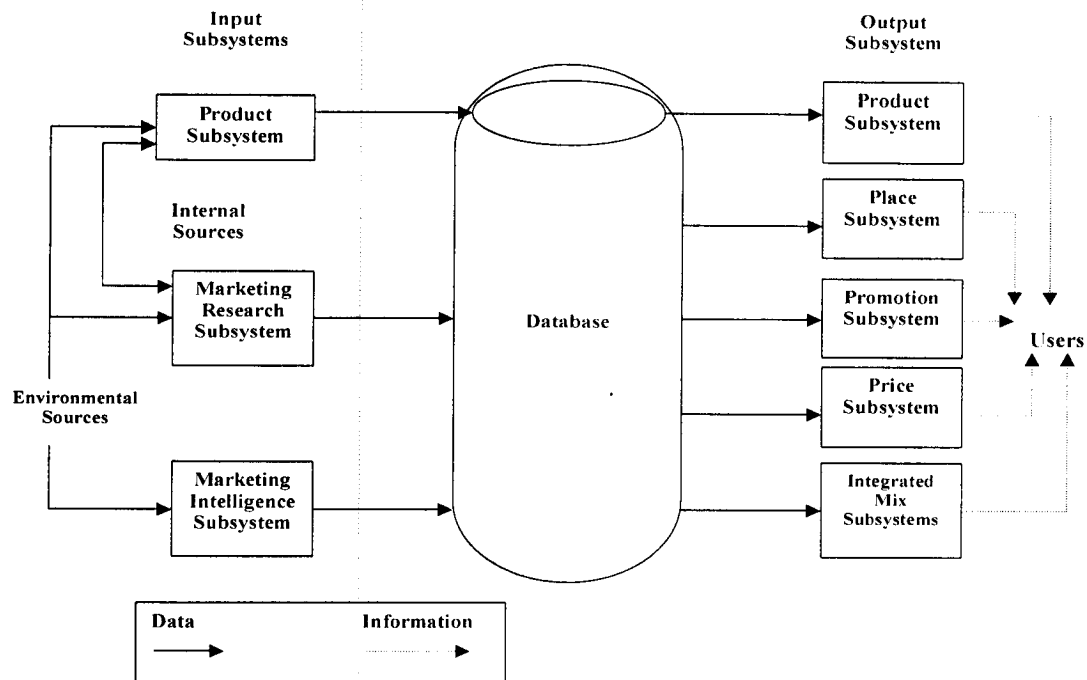 Input
Subsystems
Output
Subsystem
Product
Subsystem
Product
Subsystem
Internal
Sources
Place
Subsystem
Marketing
Research
Subsystem
Database
Promotion
Subsystem
Users
Environmental
Sources
Price
Subsystem
Marketing
Intelligence
Subsystem
Integrated
Mix
Subsystems
Data
Information